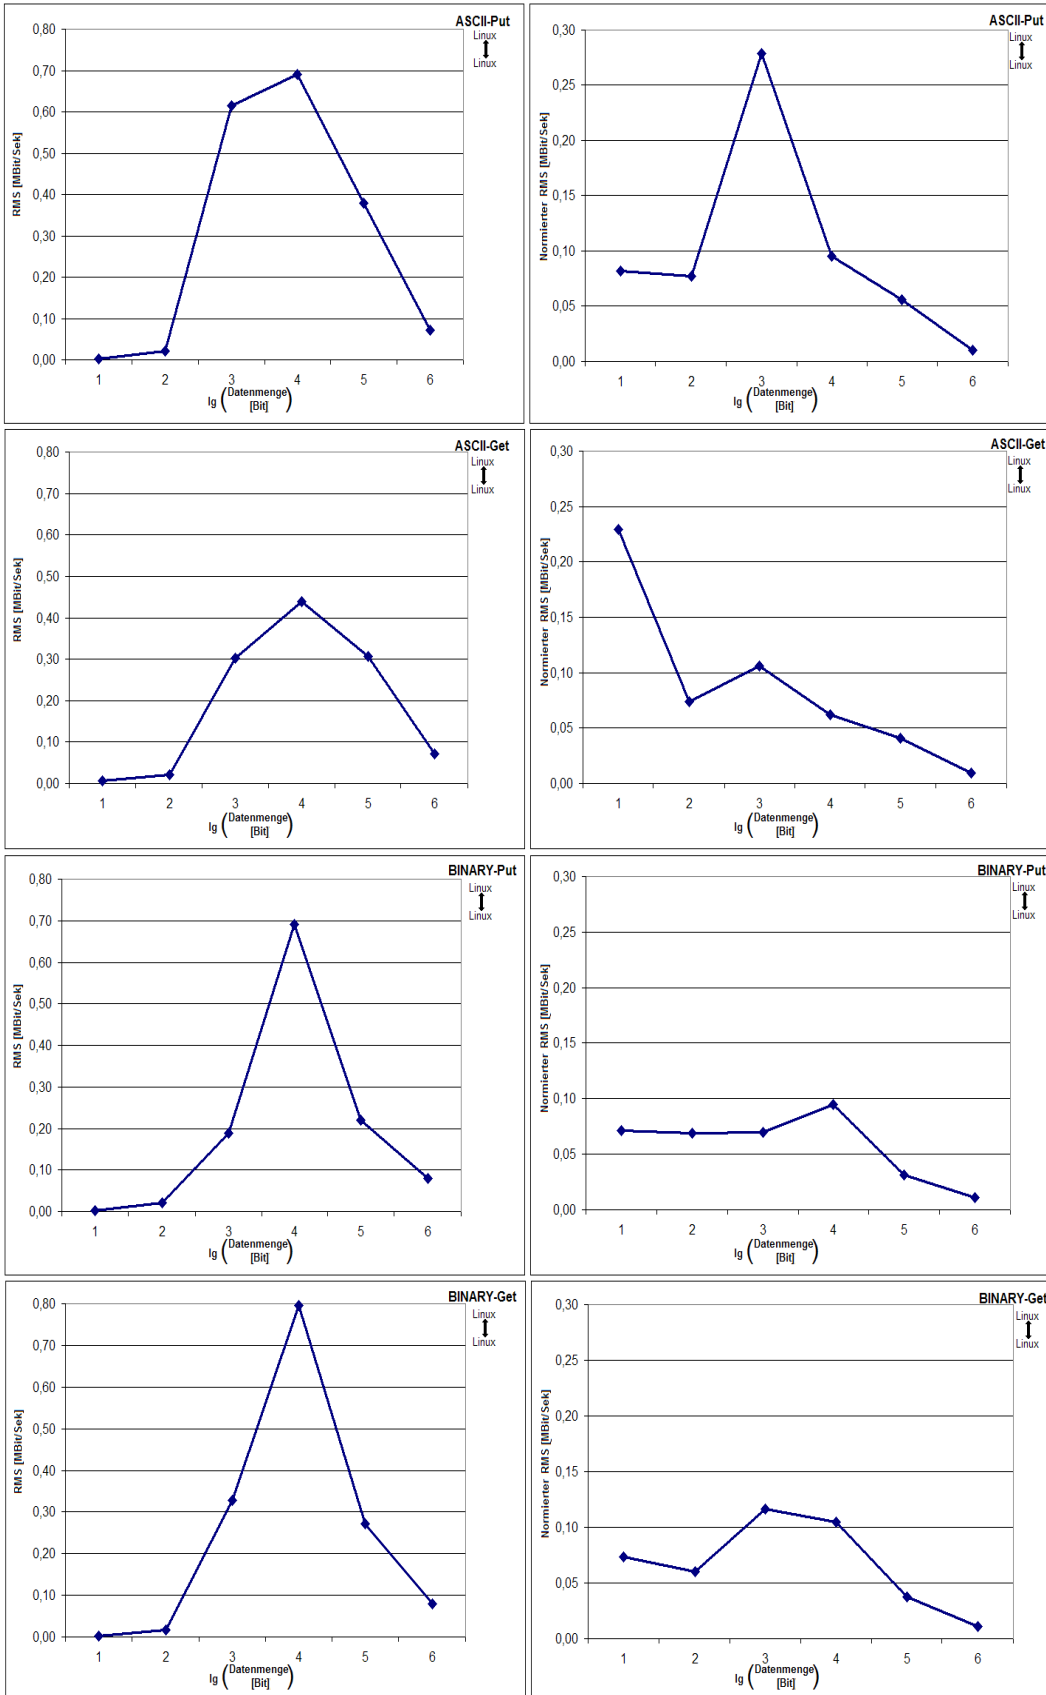 ASCII-Put
Linux
Linux
RMS [MBit/Sek]
0,80
0,70
0,60
0,50
0,40
0,30
0,20
0,10
0,00
1 2 3 4 5 6
lg (Datenmenge
[Bit])
ASCII-Put
Linux
Linux
Normierter RMS [MBit/Sek]
0,30
0,25
0,20
0,15
0,10
0,05
0,00
1 2 3 4 5 6
lg (Datenmenge
[Bit])
ASCII-Get
Linux
Linux
RMS [MBit/Sek]
0,80
0,70
0,60
0,50
0,40
0,30
0,20
0,10
0,00
1 2 3 4 5 6
lg (Datenmenge
[Bit])
ASCII-Get
Linux
Linux
Normierter RMS [MBit/Sek]
0,30
0,25
0,20
0,15
0,10
0,05
0,00
1 2 3 4 5 6
lg (Datenmenge
[Bit])
BINARY-Put
Linux
Linux
RMS [MBit/Sek]
0,80
0,70
0,60
0,50
0,40
0,30
0,20
0,10
0,00
1 2 3 4 5 6
lg (Datenmenge
[Bit])
BINARY-Put
Linux
Linux
Normierter RMS [MBit/Sek]
0,30
0,25
0,20
0,15
0,10
0,05
0,00
1 2 3 4 5 6
lg (Datenmenge
[Bit])
BINARY-Get
Linux
Linux
RMS [MBit/Sek]
0,80
0,70
0,60
0,50
0,40
0,30
0,20
0,10
0,00
1 2 3 4 5 6
lg (Datenmenge
[Bit])
BINARY-Get
Linux
Linux
Normierter RMS [MBit/Sek]
0,30
0,25
0,20
0,15
0,10
0,05
0,00
1 2 3 4 5 6
lg (Datenmenge
[Bit])